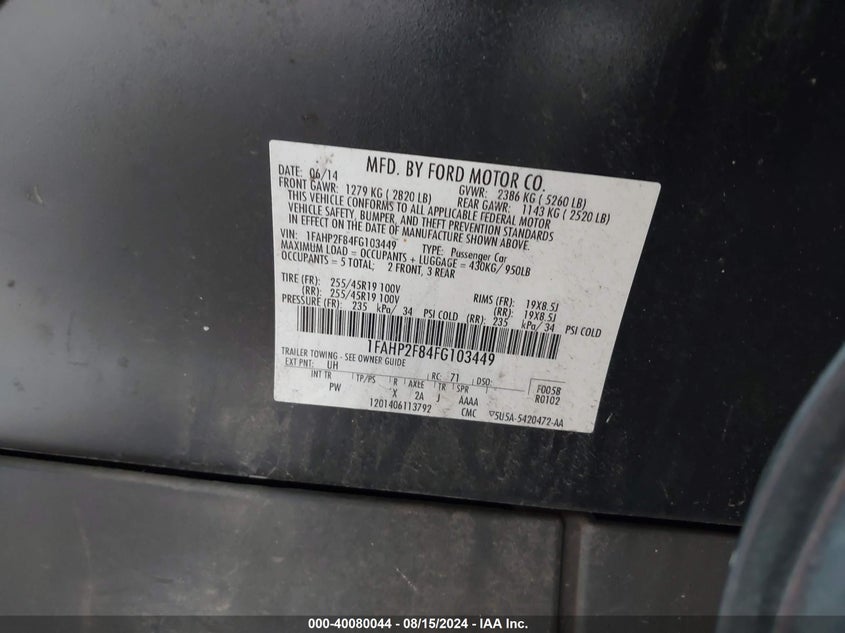 MFD. BY FORD MOTOR CO.
DATE: 06/14 GVWR: 2386 KG ( 5260 LB)
FRONT GAWR: 1279 KG ( 2820 LB) REAR GAWR: 1143 KG ( 2520 LB)
THIS VEHICLE CONFORMS TO ALL APPLICABLE FEDERAL MOTOR
VEHICLE SAFETY, BUMPER, AND THEFT PREVENTION STANDARDS
IN EFFECT ON THE DATE OF MANUFACTURE SHOWN ABOVE.
VIN: 1FAHP2F84FG103449 TYPE: Passenger Car
MAXIMUM LOAD = OCCUPANTS + LUGGAGE = 430KG/ 950LB
OCCUPANTS = 5 TOTAL; 2 FRONT, 3 REAR
TIRE (FR): 255/45R19 100V RIMS (FR): 19X8.5J
(RR): 255/45R19 100V (RR): 19X8.5J
PRESSURE (FR): 235 kPa/ 34 PSI COLD (RR): 235 kPa/ 34 PSI COLD
1FAHP2F84FG103449
TRAILER TOWING - SEE OWNER GUIDE
EXT PNT: UH RC: 71 DSO: F005B
R0102
INT TR TP/PS R AXLE TR SPR
PW X 2A J AAAA
1201406113792 CMC ▽5U5A-5420472-AA
000-40080044 - 08/15/2024 - IAA Inc.